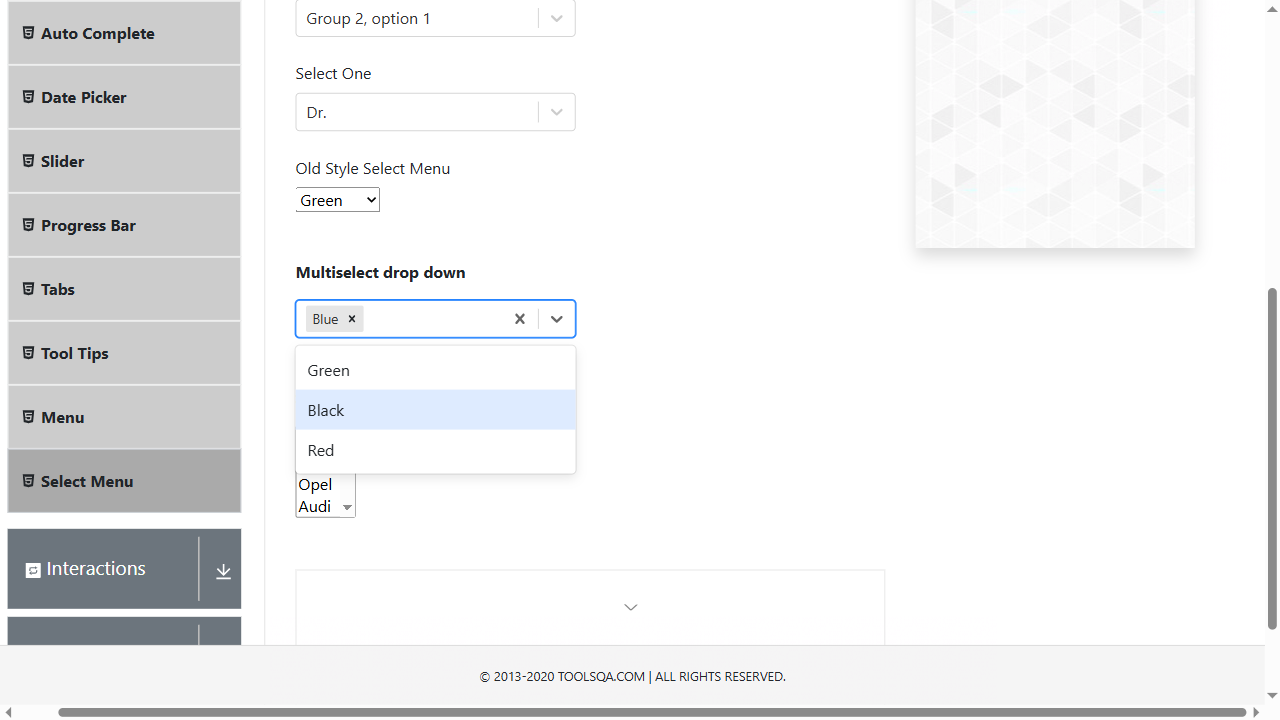 Auto Complete
Date Picker
Slider
Progress Bar
Tabs
Tool Tips
Menu
Select Menu
Interactions
Group 2, option 1
Select One
Dr.
Old Style Select Menu
Green
Multiselect drop down
Blue
Green
Black
Red
Opel
Audi
© 2013-2020 TOOLSQA.COM | ALL RIGHTS RESERVED.